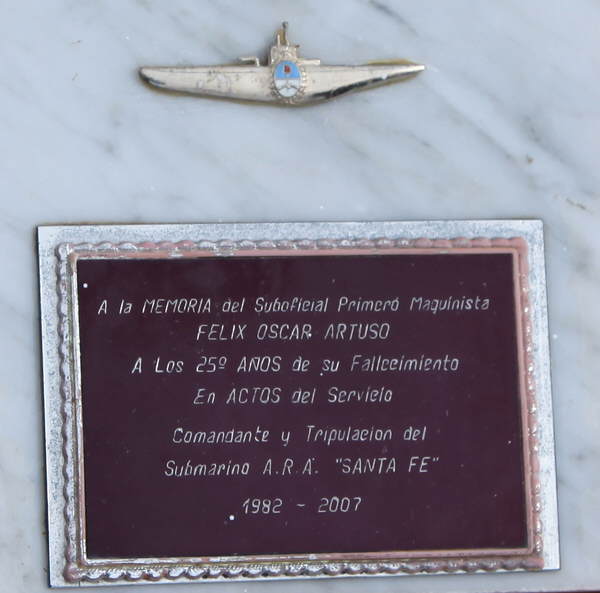 A la MEMORIA del Suboficial Primero Maquinista
FELIX OSCAR ARTUSO
A Los 25º AÑOS de su Fallecimiento
En ACTOS del Servicio
Comandante y Tripulacion del
Submarino A.R.A. "SANTA FE"
1982 - 2007